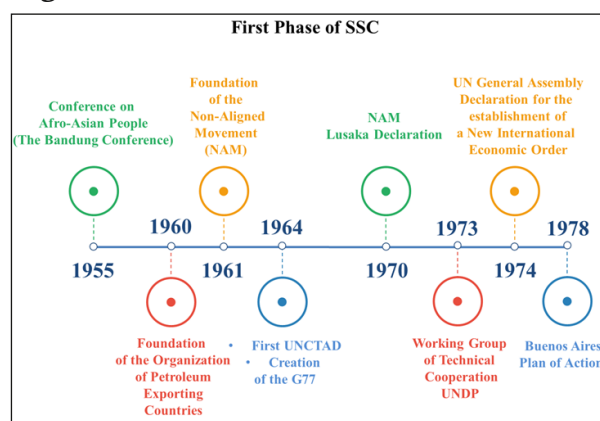 First Phase of SSC
Conference on
Afro-Asian People
(The Bandung Conference)
Foundation
of the
Non-Aligned
Movement
(NAM)
NAM
Lusaka Declaration
UN General Assembly
Declaration for the
establishment of
a New International
Economic Order
1960
1964
1973
1978
1955
1961
1970
1974
Foundation
of the Organization
of Petroleum
Exporting
Countries
• First UNCTAD
• Creation
of the G77
Working Group
of Technical
Cooperation
UNDP
Buenos Aires
Plan of Action